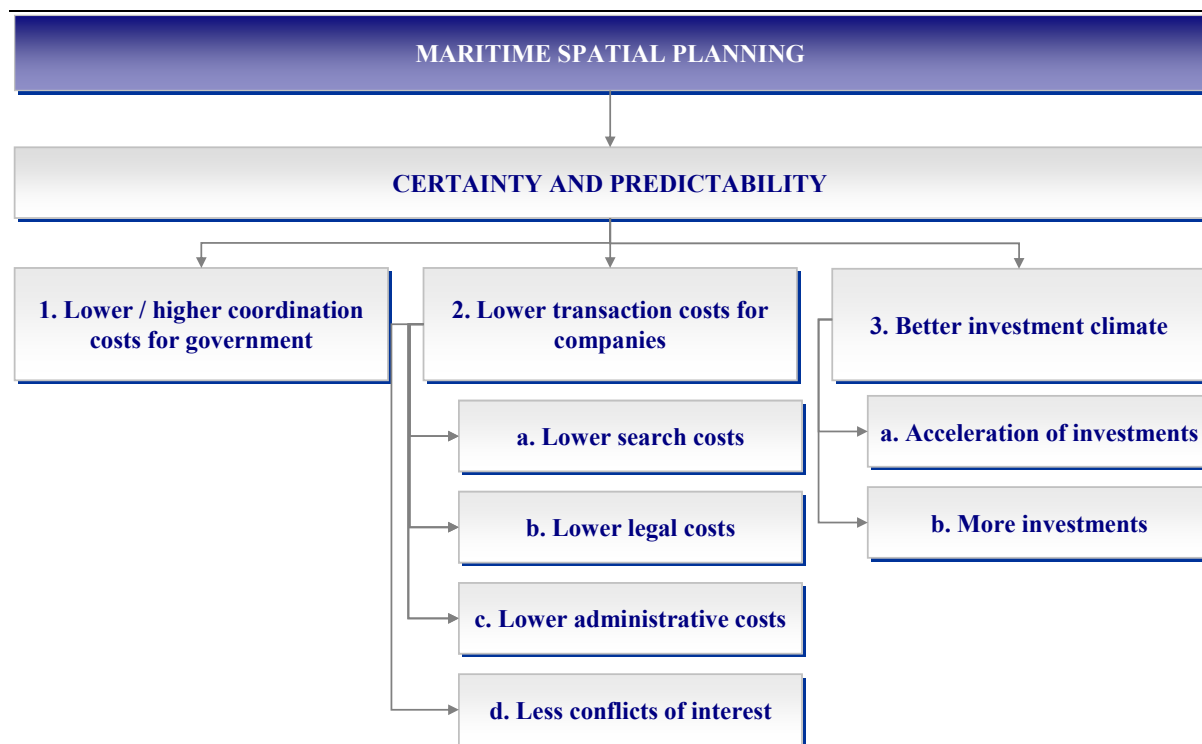 MARITIME SPATIAL PLANNING
CERTAINTY AND PREDICTABILITY
1. Lower / higher coordination
costs for government
2. Lower transaction costs for
companies
a. Lower search costs
b. Lower legal costs
c. Lower administrative costs
d. Less conflicts of interest
3. Better investment climate
a. Acceleration of investments
b. More investments